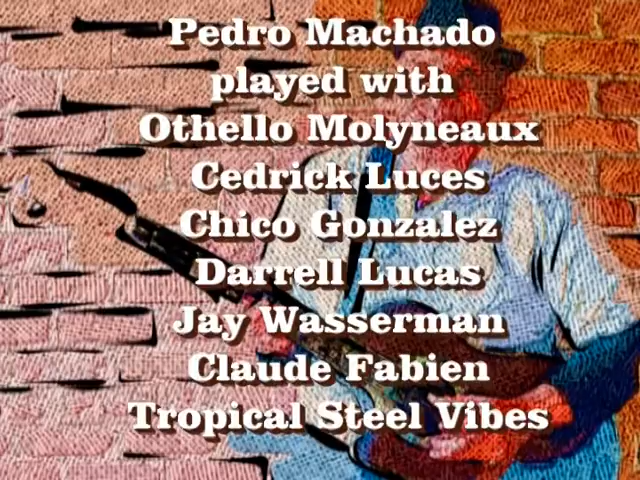 Pedro Machado
played with
Othello Molyneaux
Cedrick Luces
Chico Gonzalez
Darrell Lucas
Jay Wasserman
Claude Fabien
Tropical Steel Vibes